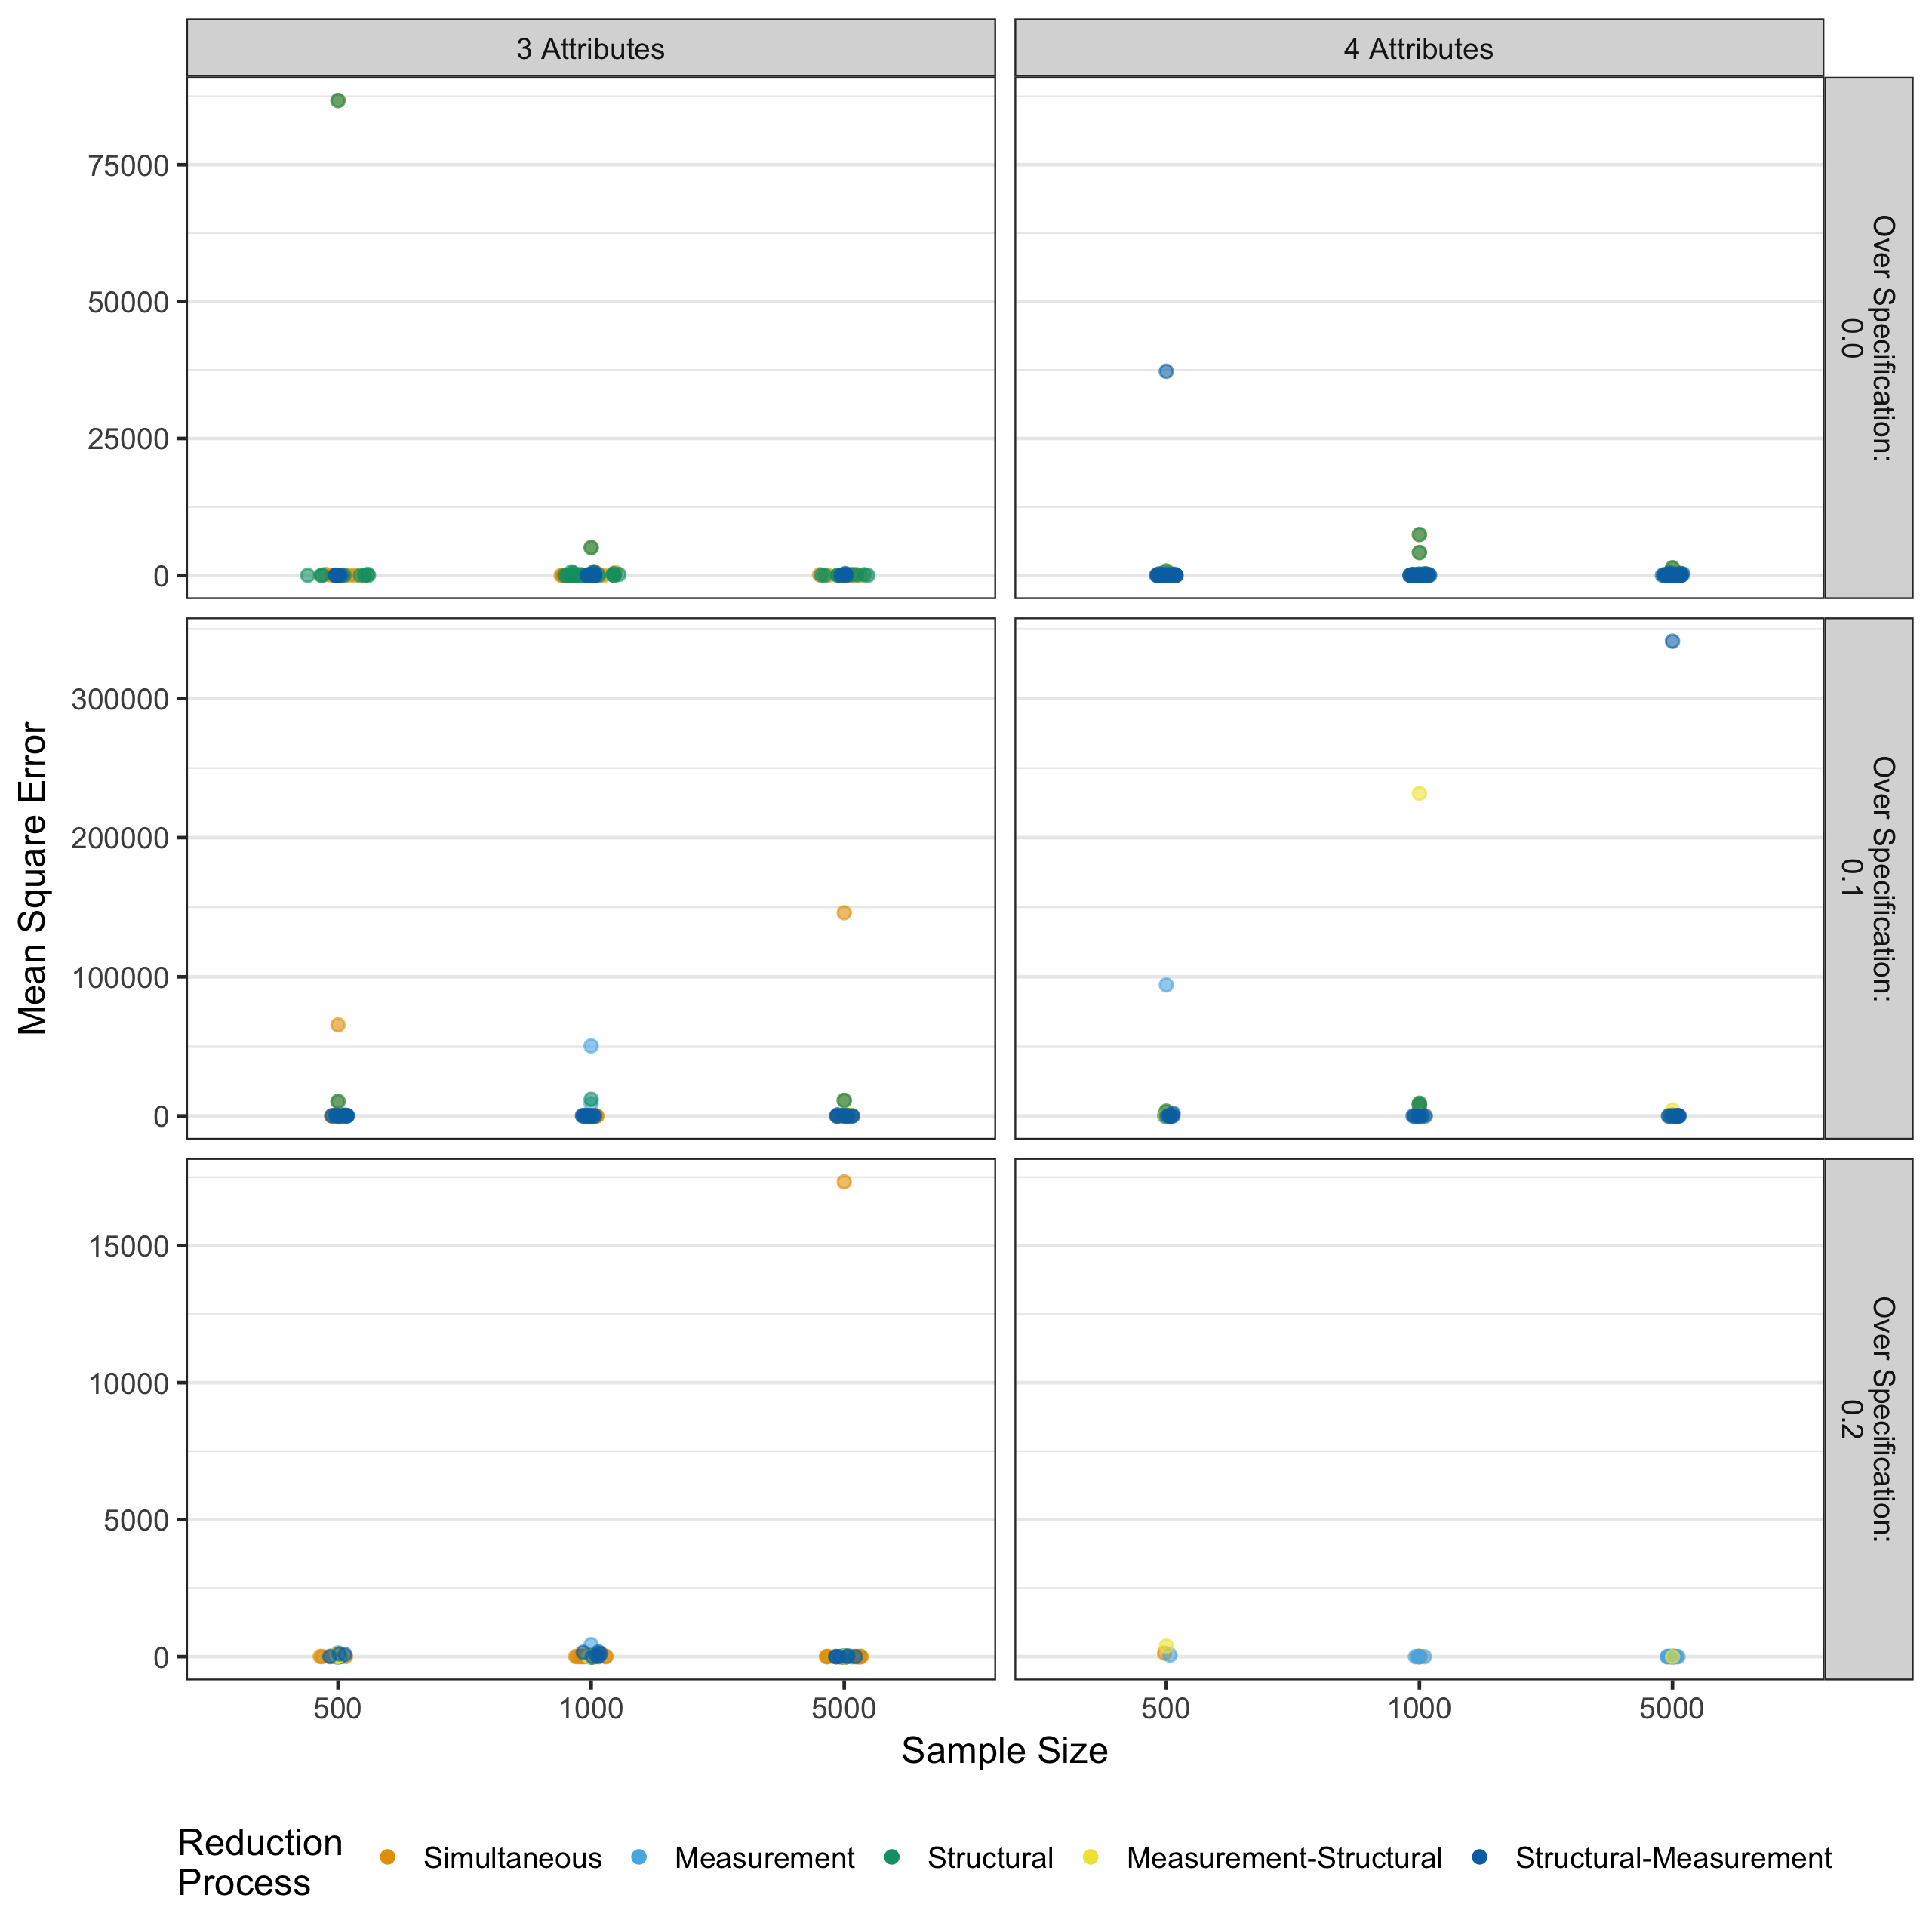 3 Attributes
4 Attributes
75000
50000
25000
0
Over Specification:
0.0
Mean Square Error
300000
200000
100000
0
Over Specification:
0.1
15000
10000
5000
0
Over Specification:
0.2
500
1000
5000
500
1000
5000
Sample Size
Reduction
Process
Simultaneous
Measurement
Structural
Measurement-Structural
Structural-Measurement